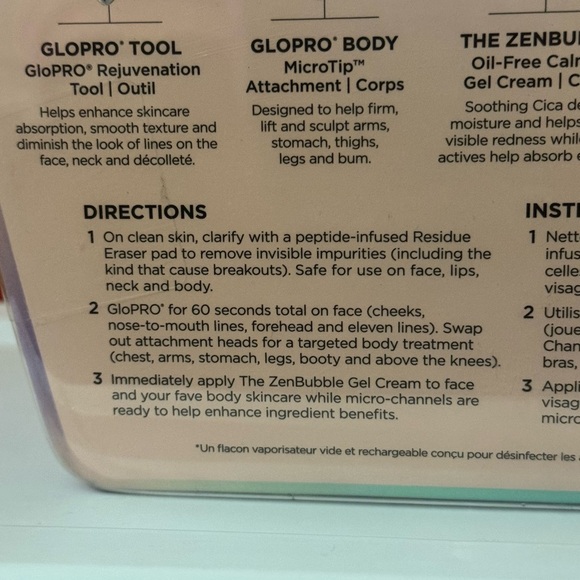 GLOPRO® TOOL
GloPRO® Rejuvenation
Tool | Outil
Helps enhance skincare
absorption, smooth texture and
diminish the look of lines on the
face, neck and décolleté.
GLOPRO® BODY
MicroTip™
Attachment | Corps
Designed to help firm,
lift and sculpt arms,
stomach, thighs,
legs and bum.
THE ZENBU
Oil-Free Cal
Gel Cream | C
Soothing Cica de
moisture and helps
visible redness whil
actives help absorb e
DIRECTIONS
1 On clean skin, clarify with a peptide-infused Residue
Eraser pad to remove invisible impurities (including the
kind that cause breakouts). Safe for use on face, lips,
neck and body.
2 GloPRO® for 60 seconds total on face (cheeks,
nose-to-mouth lines, forehead and eleven lines). Swap
out attachment heads for a targeted body treatment
(chest, arms, stomach, legs, booty and above the knees).
3 Immediately apply The ZenBubble Gel Cream to face
and your fave body skincare while micro-channels are
ready to help enhance ingredient benefits.
INST
1 Nett
infus
celle
visag
2 Utilis
(joue
Chan
bras,
3 Appli
visag
micro
*Un flacon vaporisateur vide et rechargeable conçu pour désinfecter les